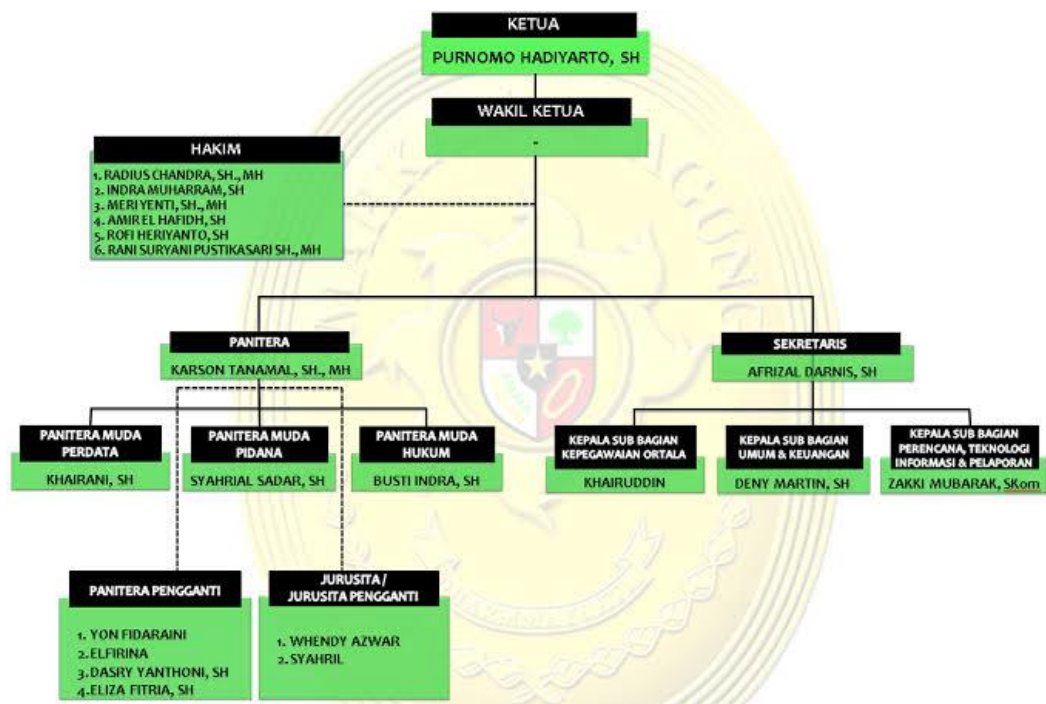 KETUA
PURNOMO HADIYARTO, SH
WAKIL KETUA
-
HAKIM
1. RADIUS CHANDRA, SH., MH
2. INDRA MUHARRAM, SH
3. MERI YENTI, SH., MH
4. AMIR EL HAFIDH, SH
5. ROFI HERIYANTO, SH
6. RANI SURYANI PUSTIKASARI SH., MH
PANITERA
KARSON TANAMAL, SH., MH
SEKRETARIS
AFRIZAL DARNIS, SH
PANITERA MUDA
PERDATA
KHAIRANI, SH
PANITERA MUDA
PIDANA
SYAHRIAL SADAR, SH
PANITERA MUDA
HUKUM
BUSTI INDRA, SH
KEPALA SUB BAGIAN
KEPEGAWAIAN ORTALA
KHAIRUDDIN
KEPALA SUB BAGIAN
UMUM & KEUANGAN
DENY MARTIN, SH
KEPALA SUB BAGIAN
PERENCANA, TEKNOLOGI
INFORMASI & PELAPORAN
ZAKKI MUBARAK, SKom
PANITERA PENGGANTI
1. YON FIDARAINI
2. ELFIRINA
3. DASRY YANTHONI, SH
4. ELIZA FITRIA, SH
JURUSITA /
JURUSITA PENGGANTI
1. WHENDY AZWAR
2. SYAHRIL